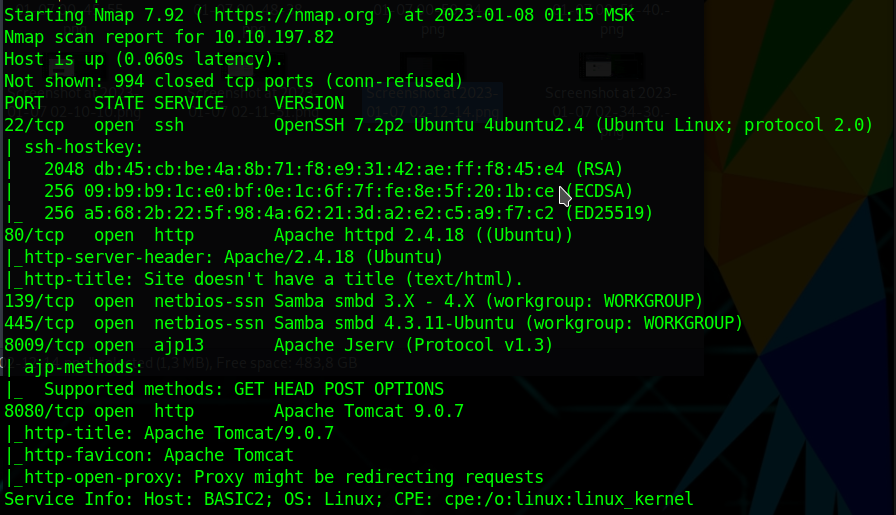 Starting Nmap 7.92 ( https://nmap.org ) at 2023-01-08 01:15 MSK
Nmap scan report for 10.10.197.82
Host is up (0.060s latency).
Not shown: 994 closed tcp ports (conn-refused)
PORT     STATE SERVICE     VERSION
22/tcp   open  ssh         OpenSSH 7.2p2 Ubuntu 4ubuntu2.4 (Ubuntu Linux; protocol 2.0)
| ssh-hostkey:
|   2048 db:45:cb:be:4a:8b:71:f8:e9:31:42:ae:ff:f8:45:e4 (RSA)
|   256 09:b9:b9:1c:e0:bf:0e:1c:6f:7f:fe:8e:5f:20:1b:ce (ECDSA)
|_  256 a5:68:2b:22:5f:98:4a:62:21:3d:a2:e2:c5:a9:f7:c2 (ED25519)
80/tcp   open  http        Apache httpd 2.4.18 ((Ubuntu))
|_http-server-header: Apache/2.4.18 (Ubuntu)
|_http-title: Site doesn't have a title (text/html).
139/tcp  open  netbios-ssn Samba smbd 3.X - 4.X (workgroup: WORKGROUP)
445/tcp  open  netbios-ssn Samba smbd 4.3.11-Ubuntu (workgroup: WORKGROUP)
8009/tcp open  ajp13       Apache Jserv (Protocol v1.3)
| ajp-methods:
|_  Supported methods: GET HEAD POST OPTIONS
8080/tcp open  http        Apache Tomcat 9.0.7
|_http-title: Apache Tomcat/9.0.7
|_http-favicon: Apache Tomcat
|_http-open-proxy: Proxy might be redirecting requests
Service Info: Host: BASIC2; OS: Linux; CPE: cpe:/o:linux:linux_kernel